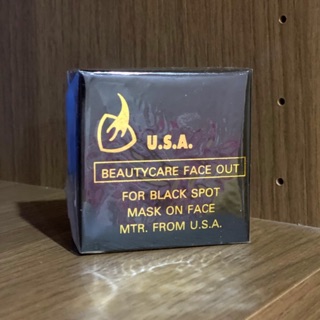 U.S.A.
BEAUTYCARE FACE OUT
FOR BLACK SPOT
MASK ON FACE
MTR. FROM U.S.A.